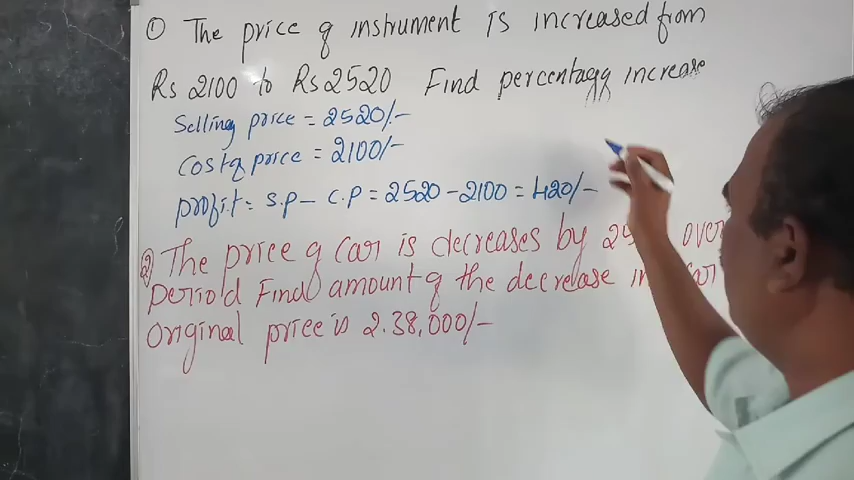 ① The price of instrument is increased from
Rs 2100 to Rs 2520 Find percentage increase
Selling price = 2520/-
Cost of price = 2100/-
profit = S.P - C.P = 2520 - 2100 = 420/-
② The price of Car is decreases by over
Period Find amount of the decrease in
Original price is 2.38,000/-